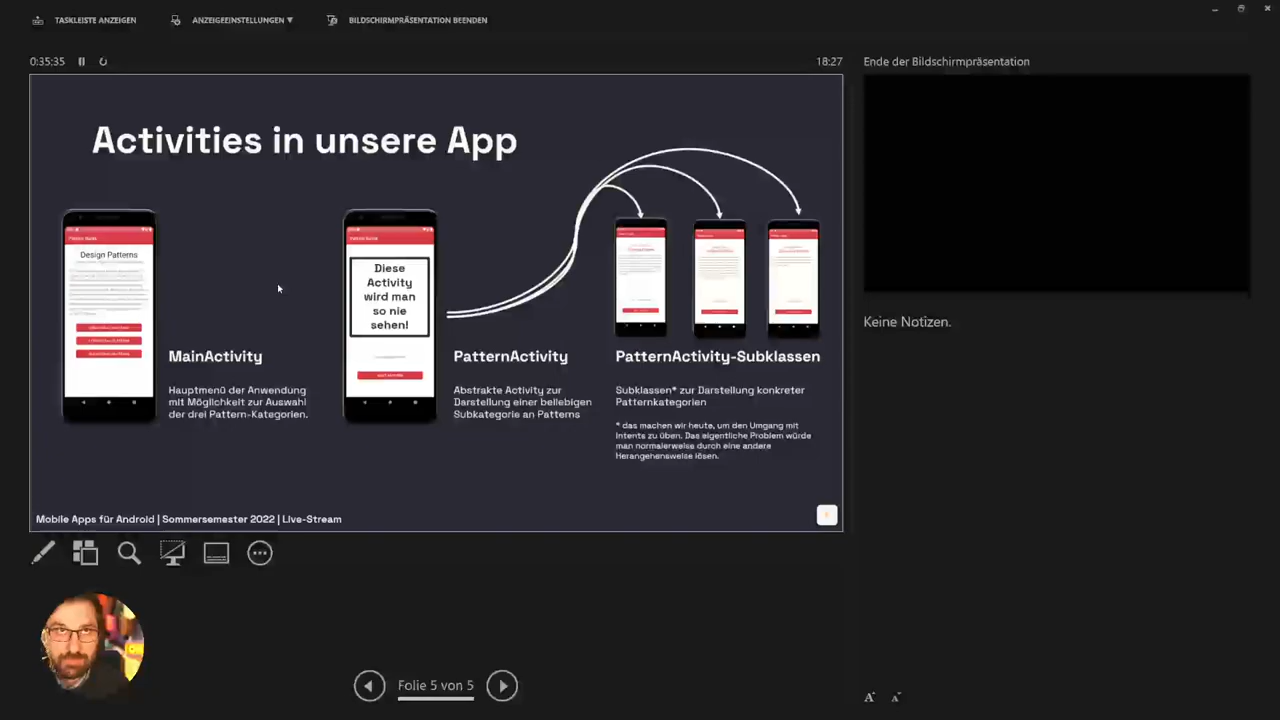 TASKLEISTE ANZEIGEN
ANZEIGEEINSTELLUNGEN ▼
BILDSCHIRMPRÄSENTATION BEENDEN
0:35:35
18:27
Ende der Bildschirmpräsentation
Activities in unsere App
Design Patterns
Diese
Activity
wird man
so nie
sehen!
MainActivity
Hauptmenü der Anwendung
mit Möglichkeit zur Auswahl
der drei Pattern-Kategorien.
PatternActivity
Abstrakte Activity zur
Darstellung einer beliebigen
Subkategorie an Patterns
PatternActivity-Subklassen
Subklassen* zur Darstellung konkreter
Patternkategorien
* das machen wir heute, um den Umgang mit
Intents zu üben. Das eigentliche Problem würde
man normalerweise durch eine andere
Herangehensweise lösen.
Mobile Apps für Android | Sommersemester 2022 | Live-Stream
Keine Notizen.
Folie 5 von 5
A A